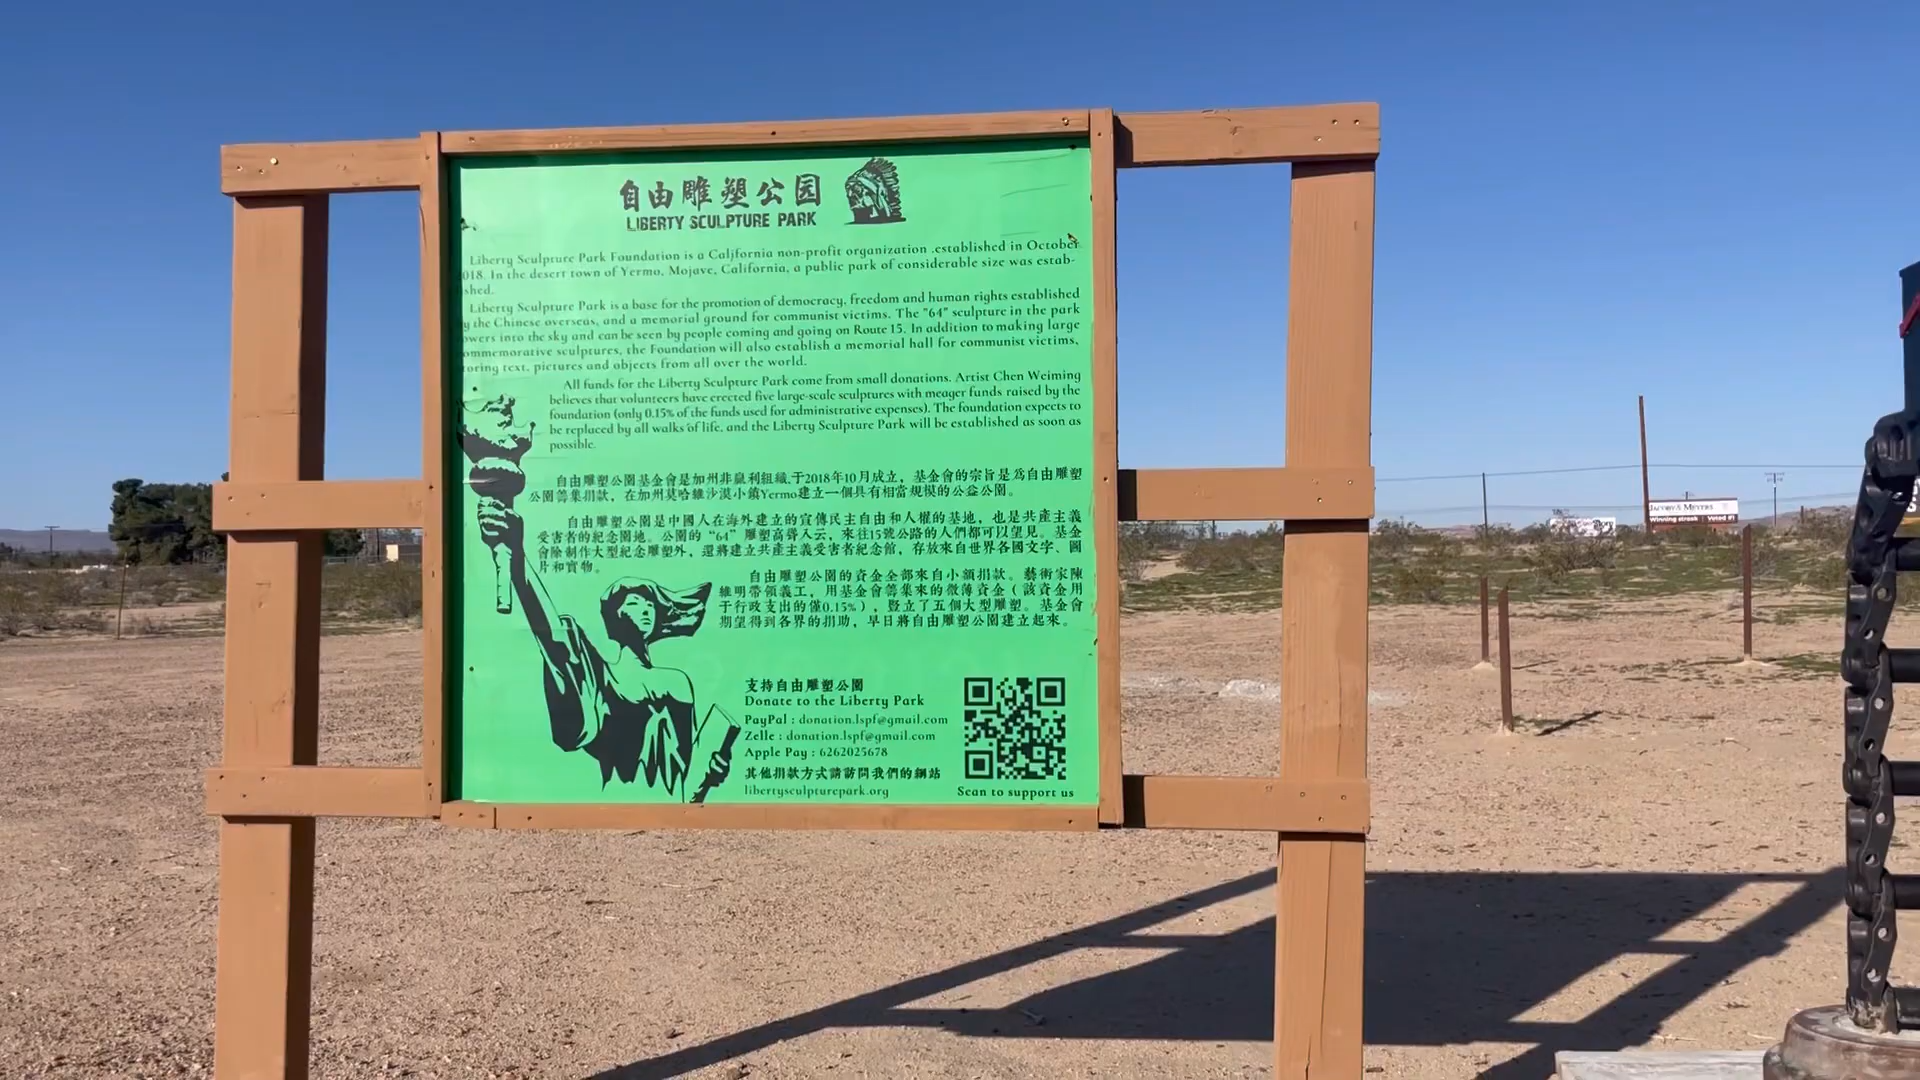 自由雕塑公园
LIBERTY SCULPTURE PARK
Liberty Sculpture Park Foundation is a California non-profit organization .established in October
018. In the desert town of Yermo, Mojave, California, a public park of considerable size was estab-
shed.
Liberty Sculpture Park is a base for the promotion of democracy, freedom and human rights established
y the Chinese overseas, and a memorial ground for communist victims. The "64" sculpture in the park
owers into the sky and can be seen by people coming and going on Route 15. In addition to making large
ommemorative sculptures, the Foundation will also establish a memorial hall for communist victims,
toring text, pictures and objects from all over the world.
All funds for the Liberty Sculpture Park come from small donations. Artist Chen Weiming
believes that volunteers have erected five large-scale sculptures with meager funds raised by the
foundation (only 0.15% of the funds used for administrative expenses). The foundation expects to
be replaced by all walks of life, and the Liberty Sculpture Park will be established as soon as
possible.
自由雕塑公園基金會是加州非贏利組織,于2018年10月成立，基金會的宗旨是為自由雕塑
公園籌集捐款，在加州莫哈維沙漠小鎮Yermo建立一個具有相當規模的公益公園。
自由雕塑公園是中國人在海外建立的宣傳民主自由和人權的基地，也是共產主義
受害者的紀念園地。公園的“64”雕塑高聳入云，來往15號公路的人們都可以望見。基金
會除制作大型紀念雕塑外，還將建立共產主義受害者紀念館，存放來自世界各國文字、圖
片和實物。
自由雕塑公園的資金全部來自小額捐款。藝術家陳
維明帶領義工，用基金會籌集來的微薄資金（該資金用
于行政支出的僅0.15%），豎立了五個大型雕塑。基金會
期望得到各界的捐助，早日將自由雕塑公園建立起來。
支持自由雕塑公園
Donate to the Liberty Park
PayPal : donation.lspf@gmail.com
Zelle : donation.lspf@gmail.com
Apple Pay : 6262025678
其他捐款方式請訪問我們的網站
libertysculpturepark.org
Scan to support us
JACOBY & MEYERS
Winning streak Voted #1